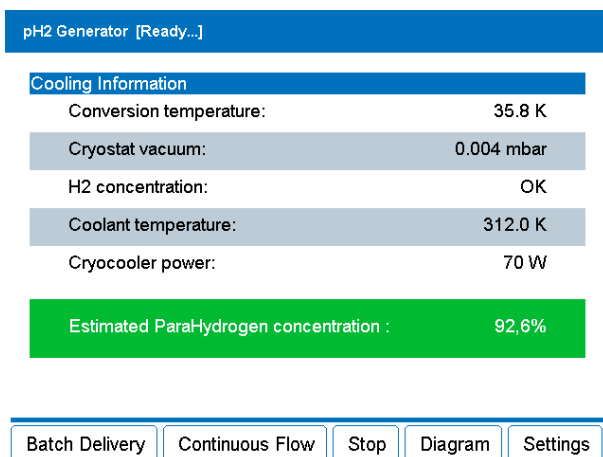 pH2 Generator [Ready...]
Cooling Information
Conversion temperature: 35.8 K
Cryostat vacuum: 0.004 mbar
H2 concentration: OK
Coolant temperature: 312.0 K
Cryocooler power: 70 W
Estimated ParaHydrogen concentration : 92,6%
Batch Delivery Continuous Flow Stop Diagram Settings